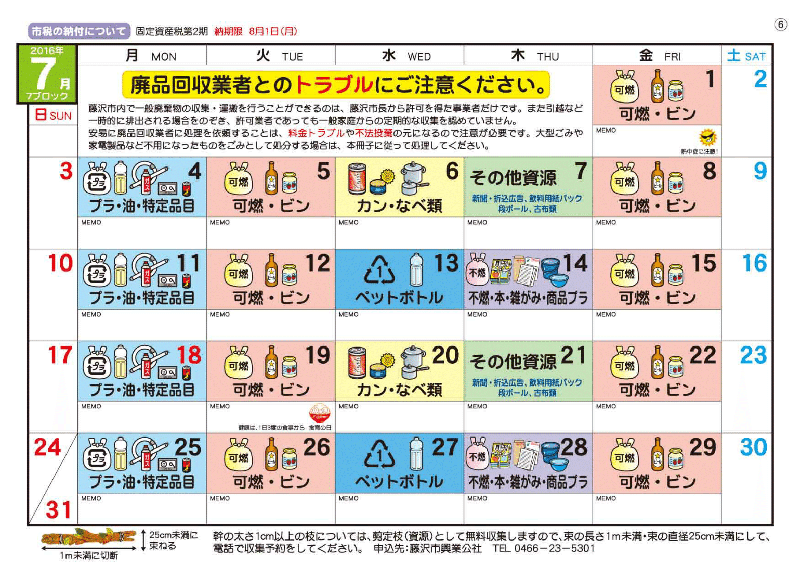 市税の納付について 固定資産税第2期 納期限 8月1日(月)
⑥
2016年
7月
7ブロック
日 SUN
月 MON
火 TUE
水 WED
木 THU
金 FRI
土 SAT
廃品回収業者とのトラブルにご注意ください。
藤沢市内で一般廃棄物の収集・運搬を行うことができるのは、藤沢市長から許可を得た事業者だけです。また引越など
一時的に排出される場合をのぞき、許可業者であっても一般家庭からの定期的な収集を認めていません。
安易に廃品回収業者に処理を依頼することは、料金トラブルや不法投棄の元になるので注意が必要です。大型ごみや
家電製品など不用になったものをごみとして処分する場合は、本冊子に従って処理してください。
可燃 1
可燃・ビン
MEMO
熱中症に注意!
2
3
プラ 4
プラ・油・特定品目
MEMO
可燃 5
可燃・ビン
MEMO
6
カン・なべ類
MEMO
その他資源 7
新聞・折込広告、飲料用紙パック
段ボール、古布類
MEMO
可燃 8
可燃・ビン
MEMO
9
10
プラ 11
プラ・油・特定品目
MEMO
可燃 12
可燃・ビン
MEMO
1 13
ペットボトル
MEMO
不燃 14
不燃・本・雑がみ・商品プラ
MEMO
可燃 15
可燃・ビン
MEMO
16
17
プラ 18
プラ・油・特定品目
MEMO
可燃 19
可燃・ビン
MEMO
健康は、1日3度の食事から 食育の日
20
カン・なべ類
MEMO
その他資源 21
新聞・折込広告、飲料用紙パック
段ボール、古布類
MEMO
可燃 22
可燃・ビン
MEMO
23
24
31
プラ 25
プラ・油・特定品目
MEMO
可燃 26
可燃・ビン
MEMO
1 27
ペットボトル
MEMO
不燃 28
不燃・本・雑がみ・商品プラ
MEMO
可燃 29
可燃・ビン
MEMO
30
25cm未満に
束ねる
1m未満に切断
幹の太さ1cm以上の枝については、剪定枝(資源)として無料収集しますので、束の長さ1m未満・束の直径25cm未満にして、
電話で収集予約をしてください。 申込先:藤沢市興業公社 TEL 0466-23-5301